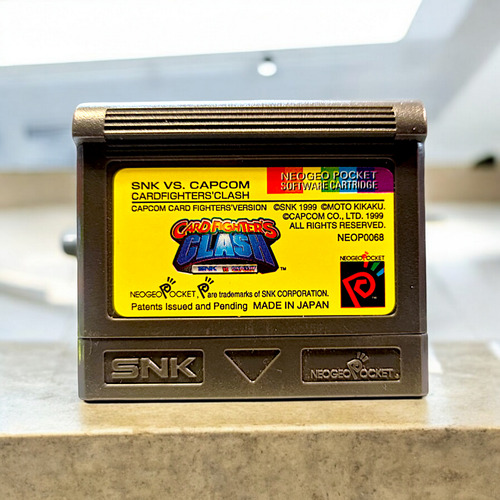 SNK VS. CAPCOM
CARDFIGHTERS'CLASH
NEOGEO POCKET
SOFTWARE CARTRIDGE
CAPCOM CARD FIGHTERS'VERSION
©SNK 1999 ©MOTO KIKAKU.
©CAPCOM CO., LTD. 1999
ALL RIGHTS RESERVED.
NEOP0068
CARD FIGHTER'S
CLASH
SNK
™
NEOGEO POCKET
NEOGEO POCKET, P are trademarks of SNK CORPORATION.
Patents Issued and Pending MADE IN JAPAN
SNK
NEOGEO POCKET